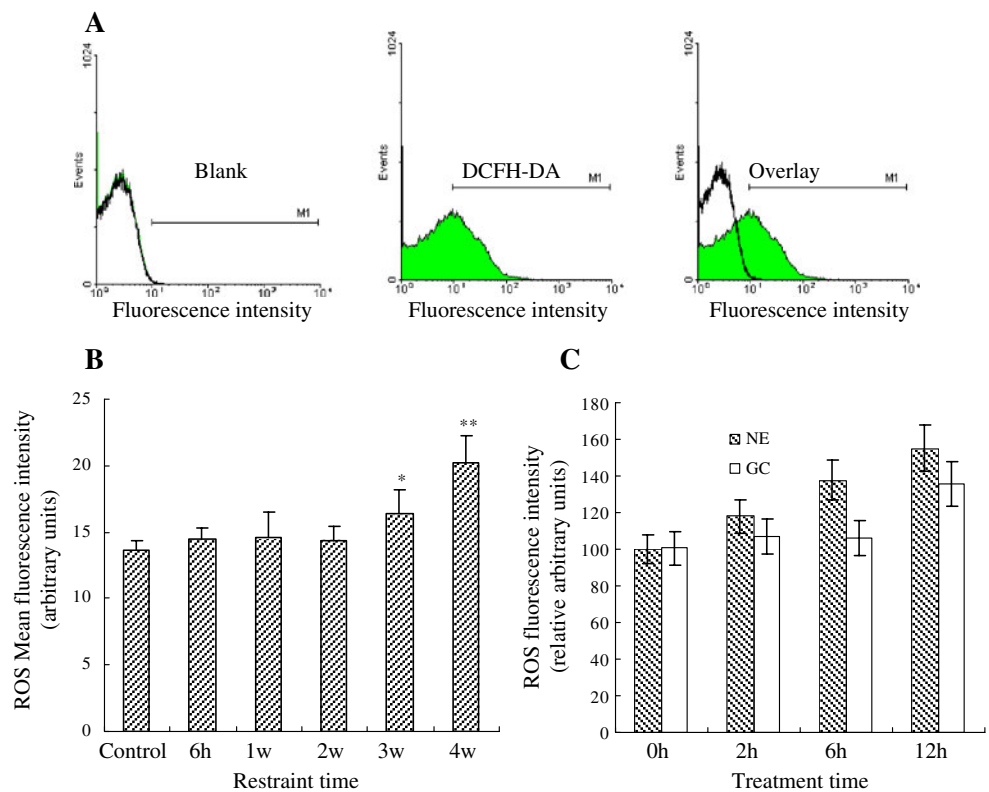 A
1024
Events
0
Blank
M1
10⁰ 10¹ 10² 10³ 10⁴
Fluorescence intensity
1024
Events
0
DCFH-DA
M1
10⁰ 10¹ 10² 10³ 10⁴
Fluorescence intensity
1024
Events
0
Overlay
M1
10⁰ 10¹ 10² 10³ 10⁴
Fluorescence intensity
B
ROS Mean fluorescence intensity
(arbitrary units)
25
20
15
10
5
0
*
**
Control 6h 1w 2w 3w 4w
Restraint time
C
ROS fluorescence intensity
(relative arbitrary units)
180
160
140
120
100
80
60
40
20
0
NE
GC
0h 2h 6h 12h
Treatment time